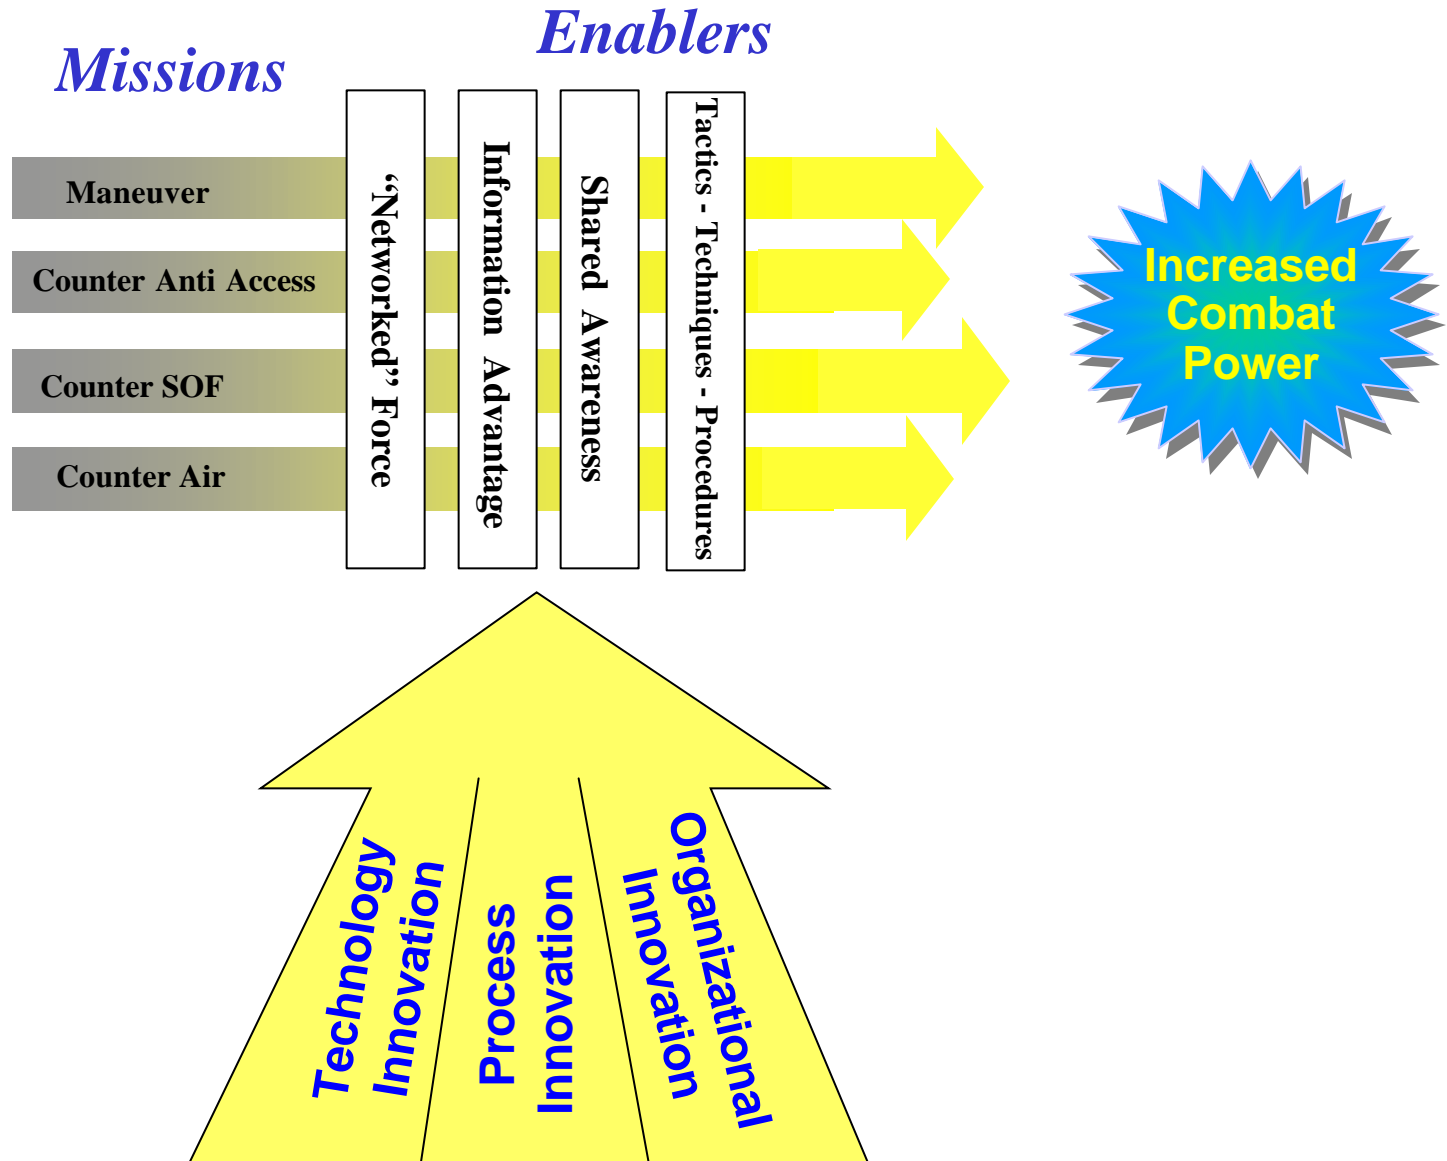 Missions
Enablers
Maneuver
Counter Anti Access
Counter SOF
Counter Air
“Networked” Force
Information Advantage
Shared Awareness
Tactics - Techniques - Procedures
Increased
Combat
Power
Technology
Innovation
Process
Innovation
Organizational
Innovation